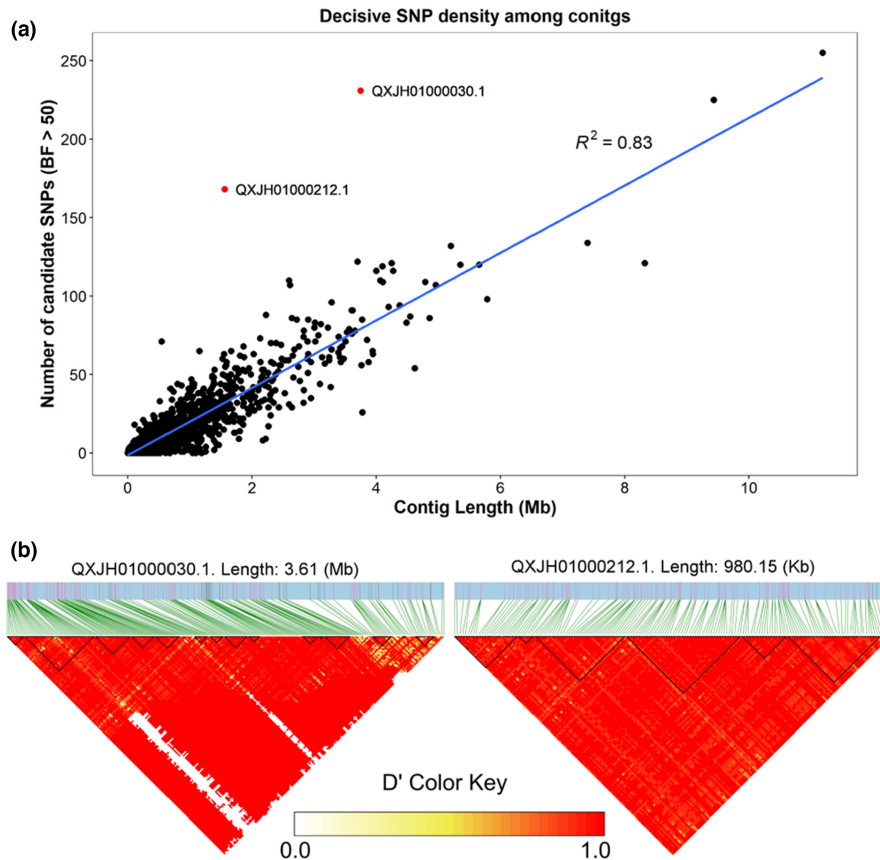 (a)
Decisive SNP density among conitgs
Number of candidate SNPs (BF > 50)
250
200
150
100
50
0
QXJH01000030.1
QXJH01000212.1
R² = 0.83
0 2 4 6 8 10
Contig Length (Mb)
(b)
QXJH01000030.1. Length: 3.61 (Mb)
QXJH01000212.1. Length: 980.15 (Kb)
D' Color Key
0.0 1.0